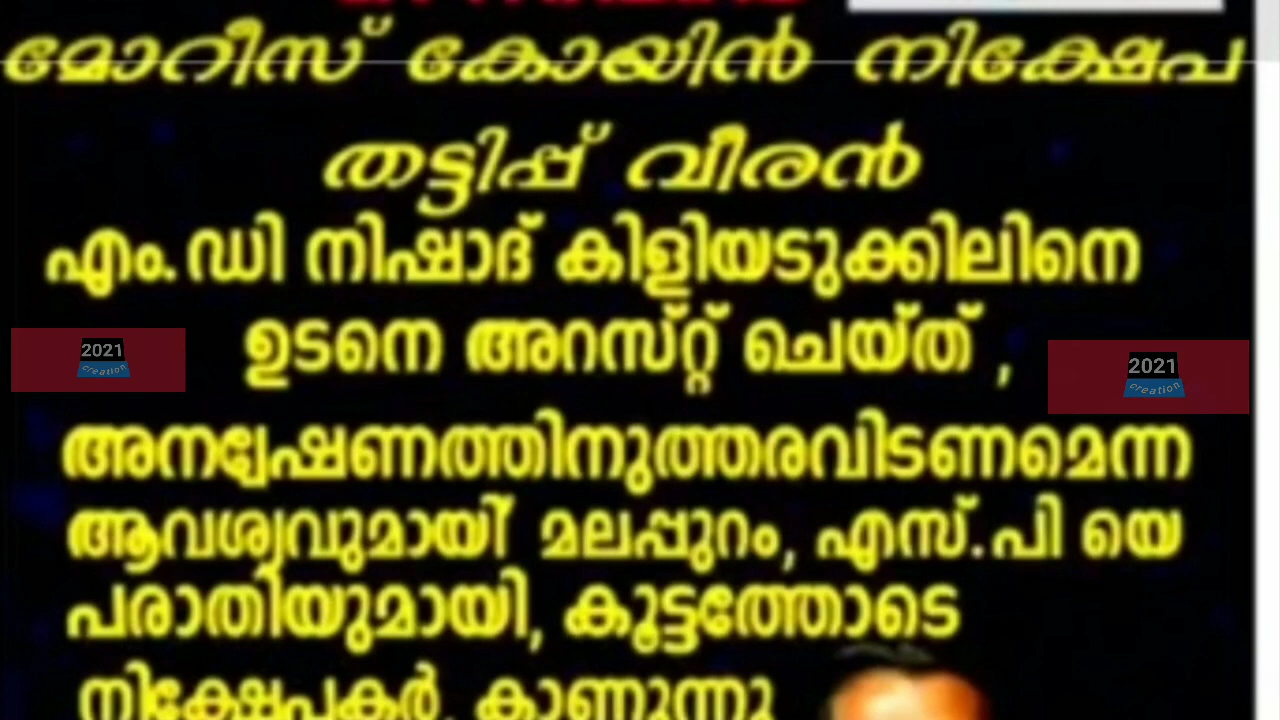 മോറീസ് കോയിൻ നിക്ഷേപ
തട്ടിപ്പ് വീരൻ
എം.ഡി നിഷാദ് കിളിയടുക്കിലിനെ
ഉടനെ അറസ്റ്റ് ചെയ്ത് ,
2021
creation
2021
creation
അന്വേഷണത്തിനുത്തരവിടണമെന്ന
ആവശ്യവുമായി മലപ്പുറം, എസ്.പി യെ
പരാതിയുമായി, കൂട്ടത്തോടെ
നിക്ഷേപകർ, കാണുന്നു